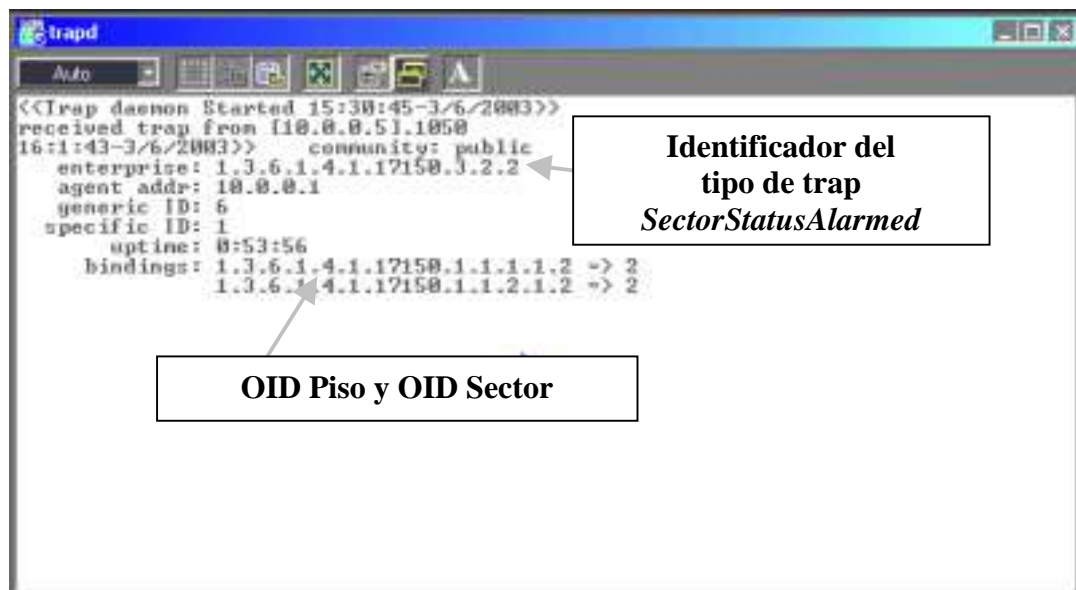 trapd
Auto
<<Trap daemon Started 15:30:45-3/6/2003>>
received trap from [10.0.0.5].1050
16:1:43-3/6/2003>> community: public
enterprise: 1.3.6.1.4.1.17150.3.2.2
agent addr: 10.0.0.1
generic ID: 6
specific ID: 1
uptime: 0:53:56
bindings: 1.3.6.1.4.1.17150.1.1.1.1.2 => 2
1.3.6.1.4.1.17150.1.1.2.1.2 => 2
Identificador del
tipo de trap
SectorStatusAlarmed
OID Piso y OID Sector